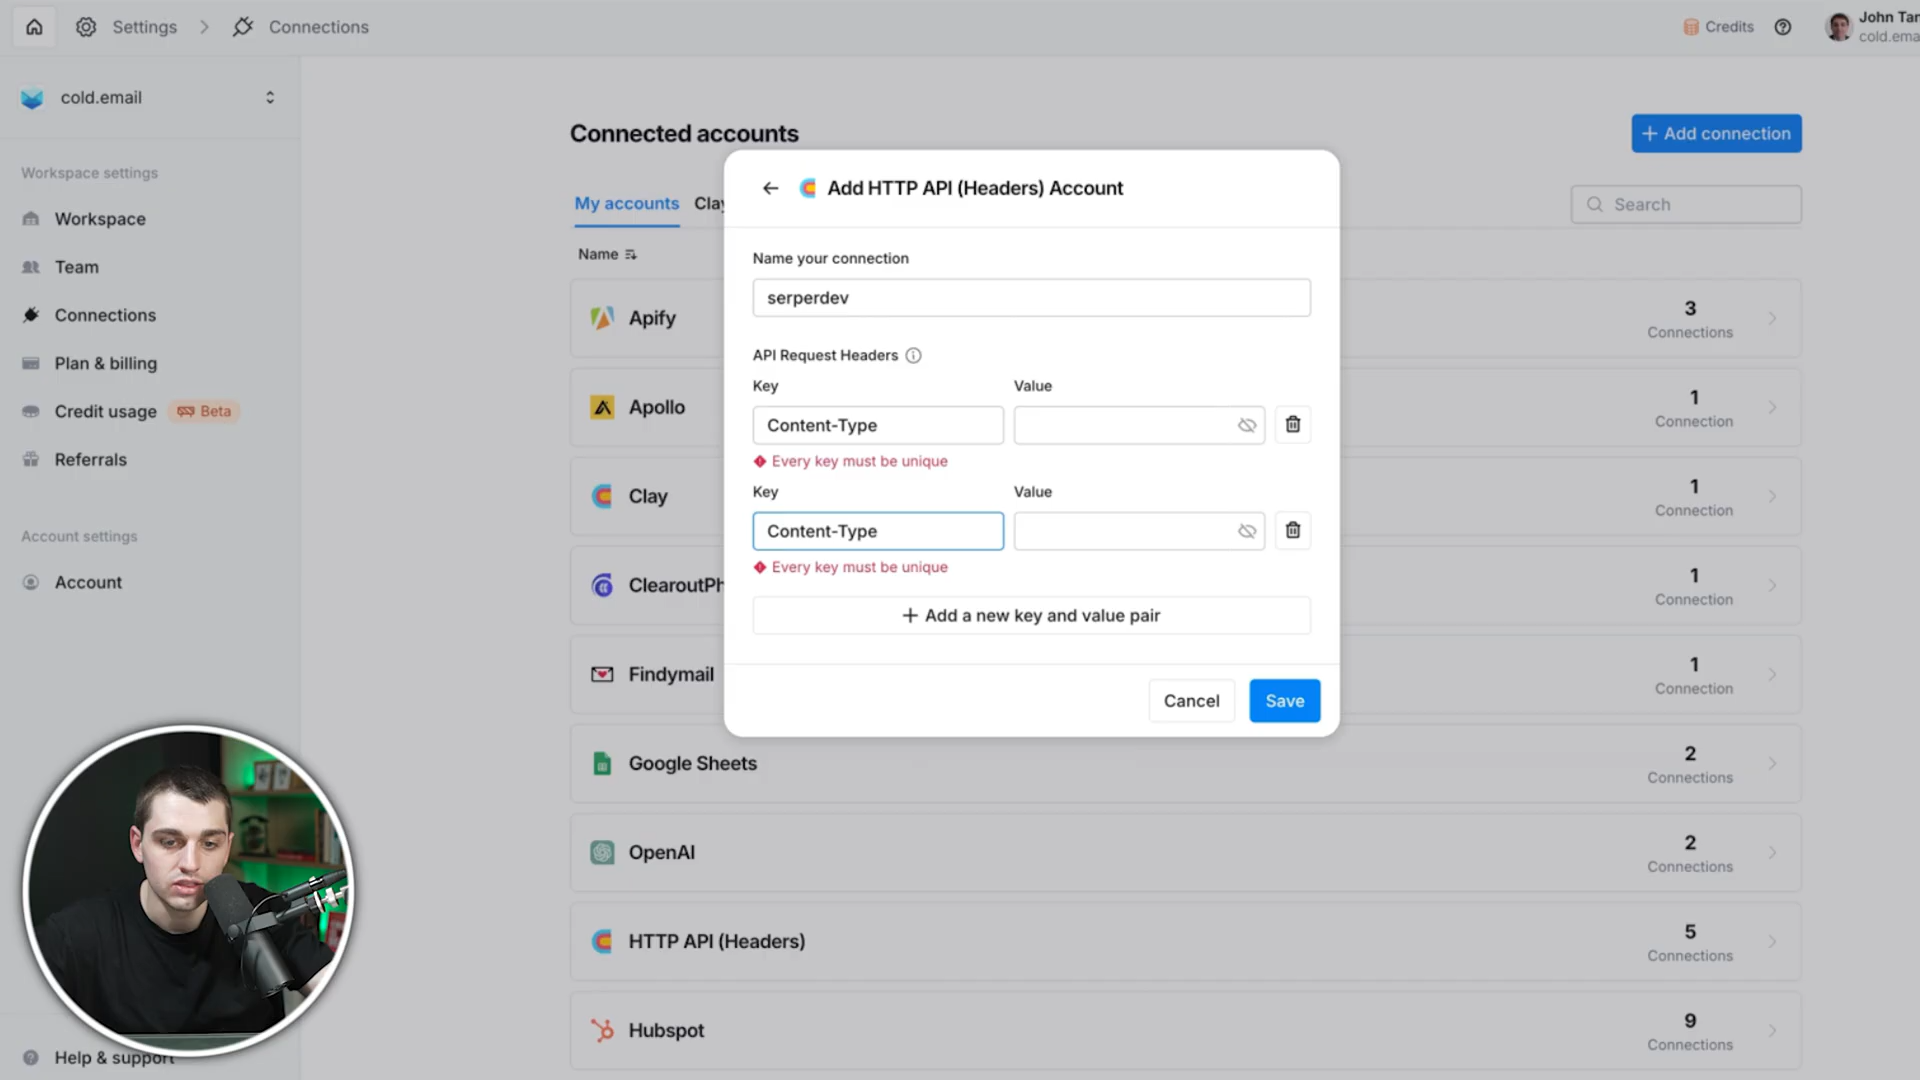 Settings
Connections
Credits
John Tar
cold.ema
cold.email
Workspace settings
Workspace
Team
Connections
Plan & billing
Credit usage
Beta
Referrals
Account settings
Account
Help & support
Connected accounts
+ Add connection
My accounts
Clay
Search
Name
Apify
3
Connections
Apollo
1
Connection
Clay
1
Connection
ClearoutPh
1
Connection
Findymail
1
Connection
Google Sheets
2
Connections
OpenAI
2
Connections
HTTP API (Headers)
5
Connections
Hubspot
9
Connections
Add HTTP API (Headers) Account
Name your connection
serperdev
API Request Headers
Key
Value
Content-Type
Every key must be unique
Key
Value
Content-Type
Every key must be unique
+ Add a new key and value pair
Cancel
Save